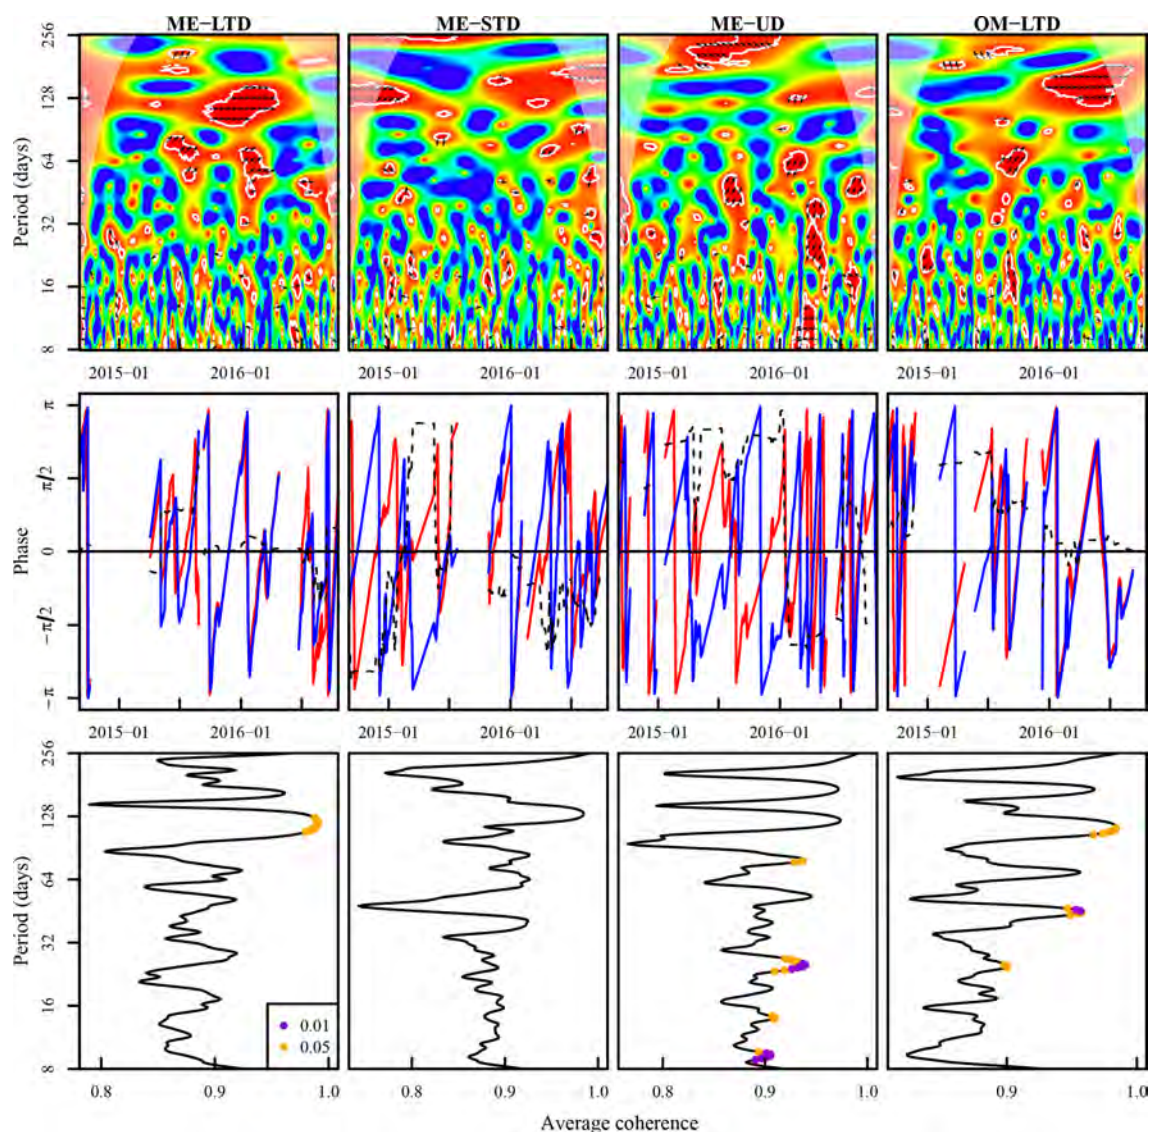 ME−LTD ME−STD ME−UD OM−LTD
Period (days)
256
128
64
32
16
8
2015−01 2016−01 2015−01 2016−01 2015−01 2016−01 2015−01 2016−01
Phase
π
π/2
0
−π/2
−π
2015−01 2016−01 2015−01 2016−01 2015−01 2016−01 2015−01 2016−01
Period (days)
256
128
64
32
16
8
0.01
0.05
0.8 0.9 1.0 0.8 0.9 1.0 0.8 0.9 1.0 0.9 1.0
Average coherence